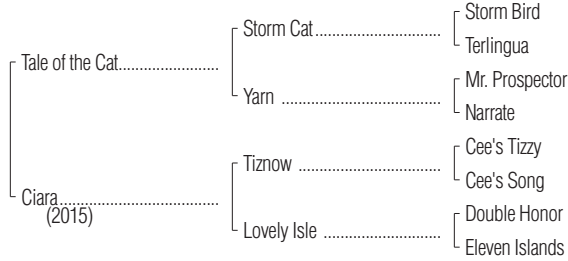 Storm Bird
Storm Cat
Terlingua
Tale of the Cat
Mr. Prospector
Yarn
Narrate
Cee's Tizzy
Tiznow
Cee's Song
Ciara
(2015)
Double Honor
Lovely Isle
Eleven Islands